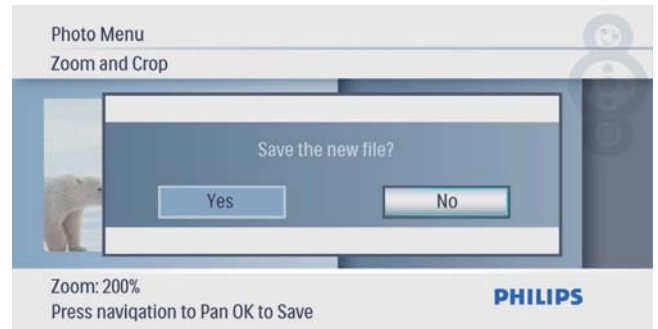 Photo Menu
Zoom and Crop
Save the new file?
Yes No
Zoom: 200%
Press navigation to Pan OK to Save
PHILIPS